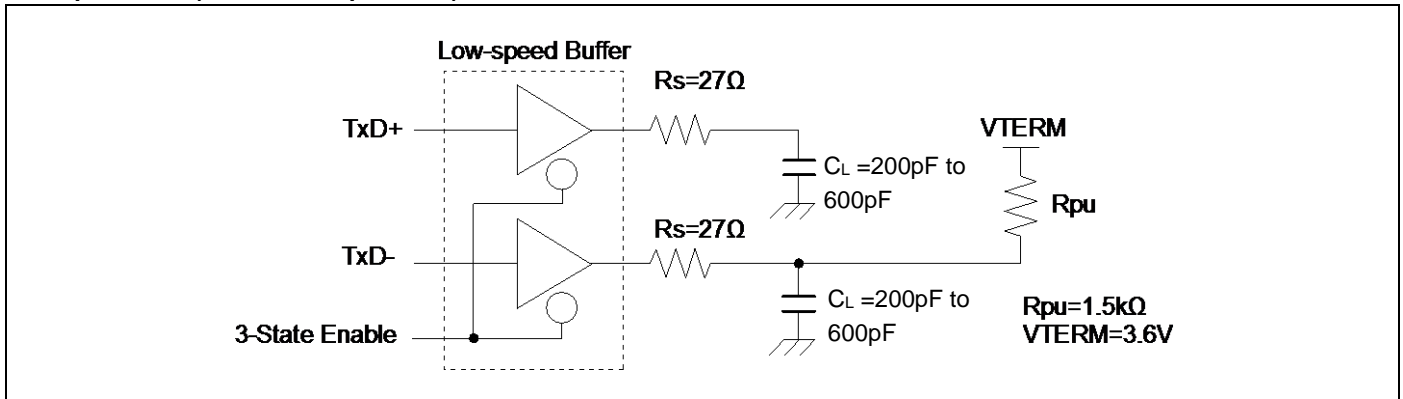 Low-speed Buffer
Rs=27Ω
TxD+
VTERM
CL =200pF to
600pF
Rpu
Rs=27Ω
TxD-
CL =200pF to
600pF
Rpu=1.5kΩ
VTERM=3.6V
3-State Enable